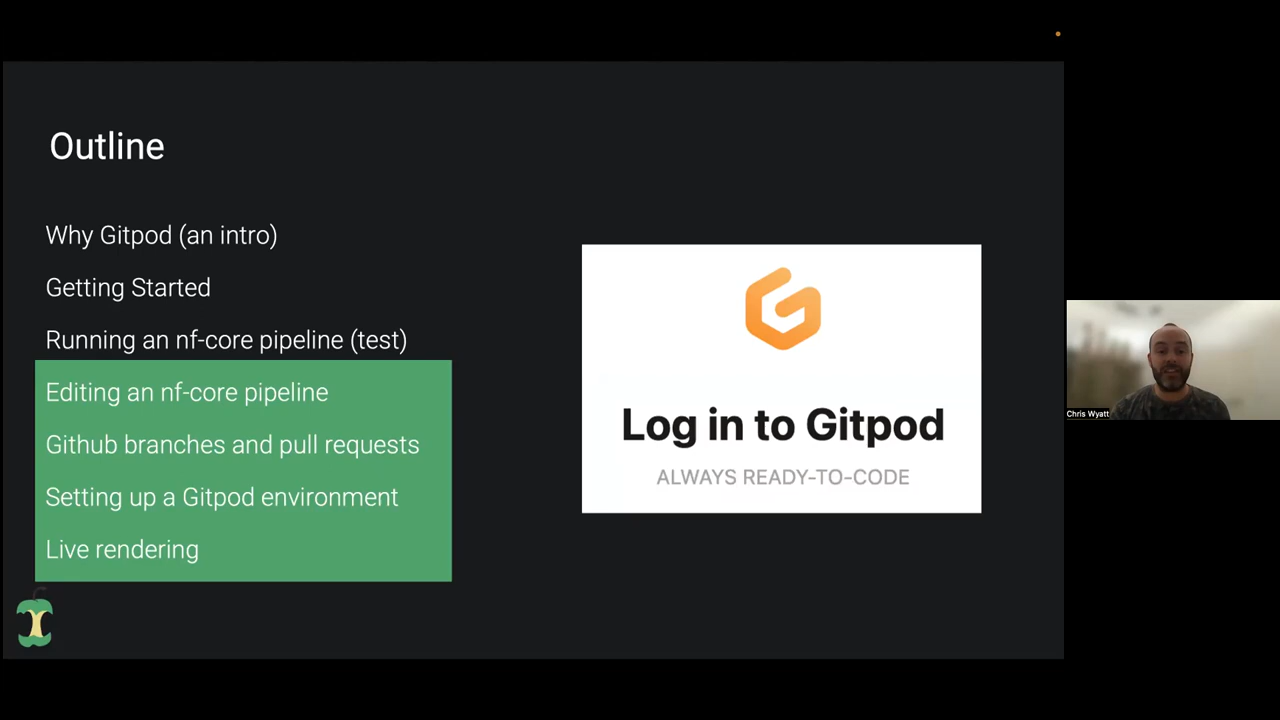 Outline
Why Gitpod (an intro)
Getting Started
Running an nf-core pipeline (test)
Editing an nf-core pipeline
Github branches and pull requests
Setting up a Gitpod environment
Live rendering
Log in to Gitpod
ALWAYS READY-TO-CODE
Chris Wyatt